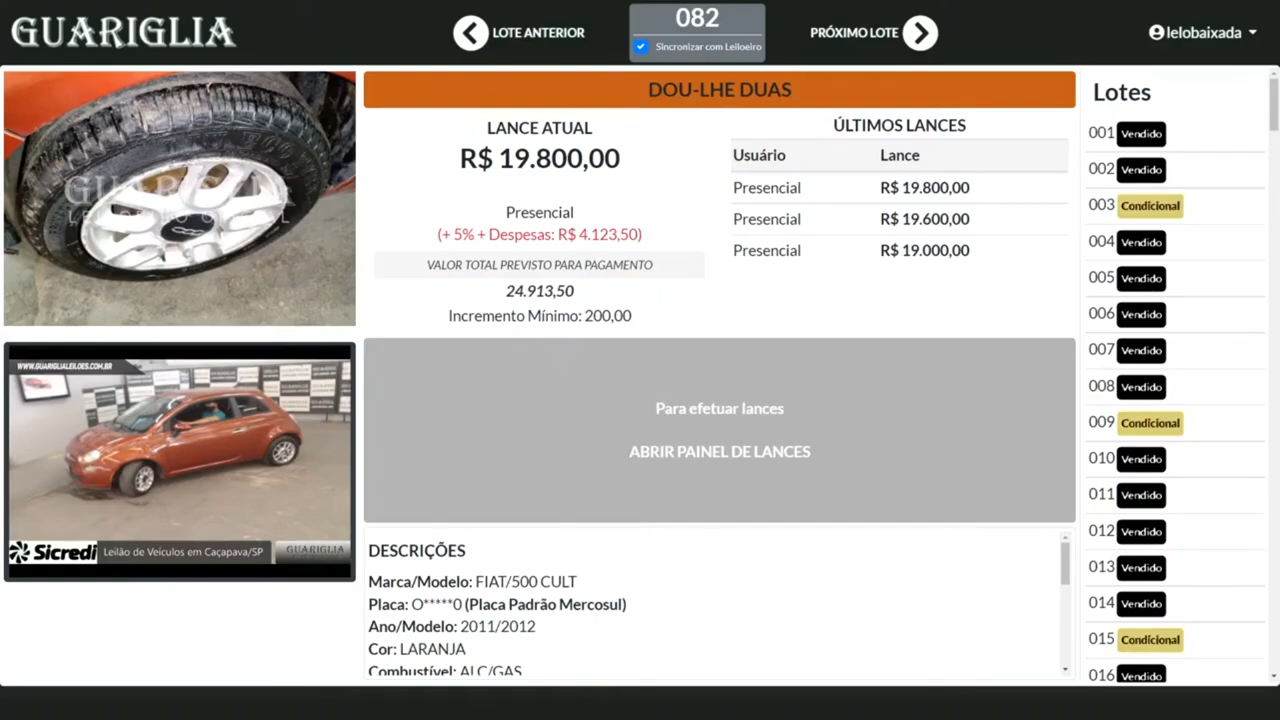 GUARIGLIA
LOTE ANTERIOR
082
Sincronizar com Leiloeiro
PRÓXIMO LOTE
lelobaixada
GUARIGLIA
LEILOEIRO OFICIAL
WWW.GUARIGLIALEILOES.COM.BR
Sicredi
Leilão de Veículos em Caçapava/SP
GUARIGLIA
DOU-LHE DUAS
LANCE ATUAL
R$ 19.800,00
Presencial
(+ 5% + Despesas: R$ 4.123,50)
VALOR TOTAL PREVISTO PARA PAGAMENTO
24.913,50
Incremento Mínimo: 200,00
ÚLTIMOS LANCES
Usuário Lance
Presencial R$ 19.800,00
Presencial R$ 19.600,00
Presencial R$ 19.000,00
Para efetuar lances
ABRIR PAINEL DE LANCES
DESCRIÇÕES
Marca/Modelo: FIAT/500 CULT
Placa: O*****0 (Placa Padrão Mercosul)
Ano/Modelo: 2011/2012
Cor: LARANJA
Combustível: ALC/GAS
Lotes
001 Vendido
002 Vendido
003 Condicional
004 Vendido
005 Vendido
006 Vendido
007 Vendido
008 Vendido
009 Condicional
010 Vendido
011 Vendido
012 Vendido
013 Vendido
014 Vendido
015 Condicional
016 Vendido